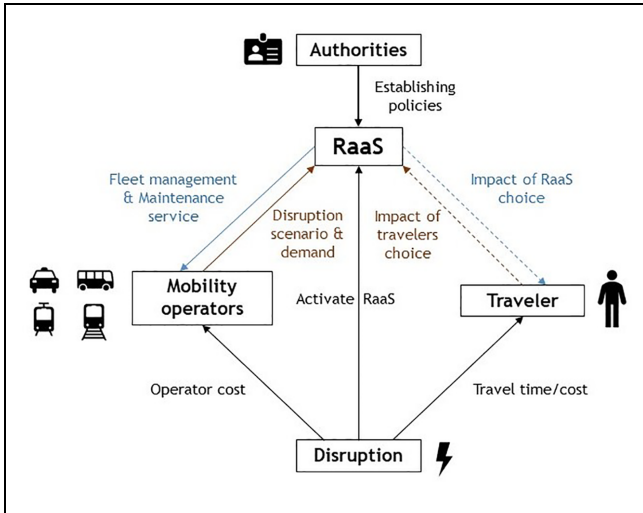 Authorities
Establishing
policies
RaaS
Fleet management
& Maintenance
service
Disruption
scenario &
demand
Impact of
travelers
choice
Impact of RaaS
choice
Mobility
operators
Activate RaaS
Traveler
Operator cost
Travel time/cost
Disruption